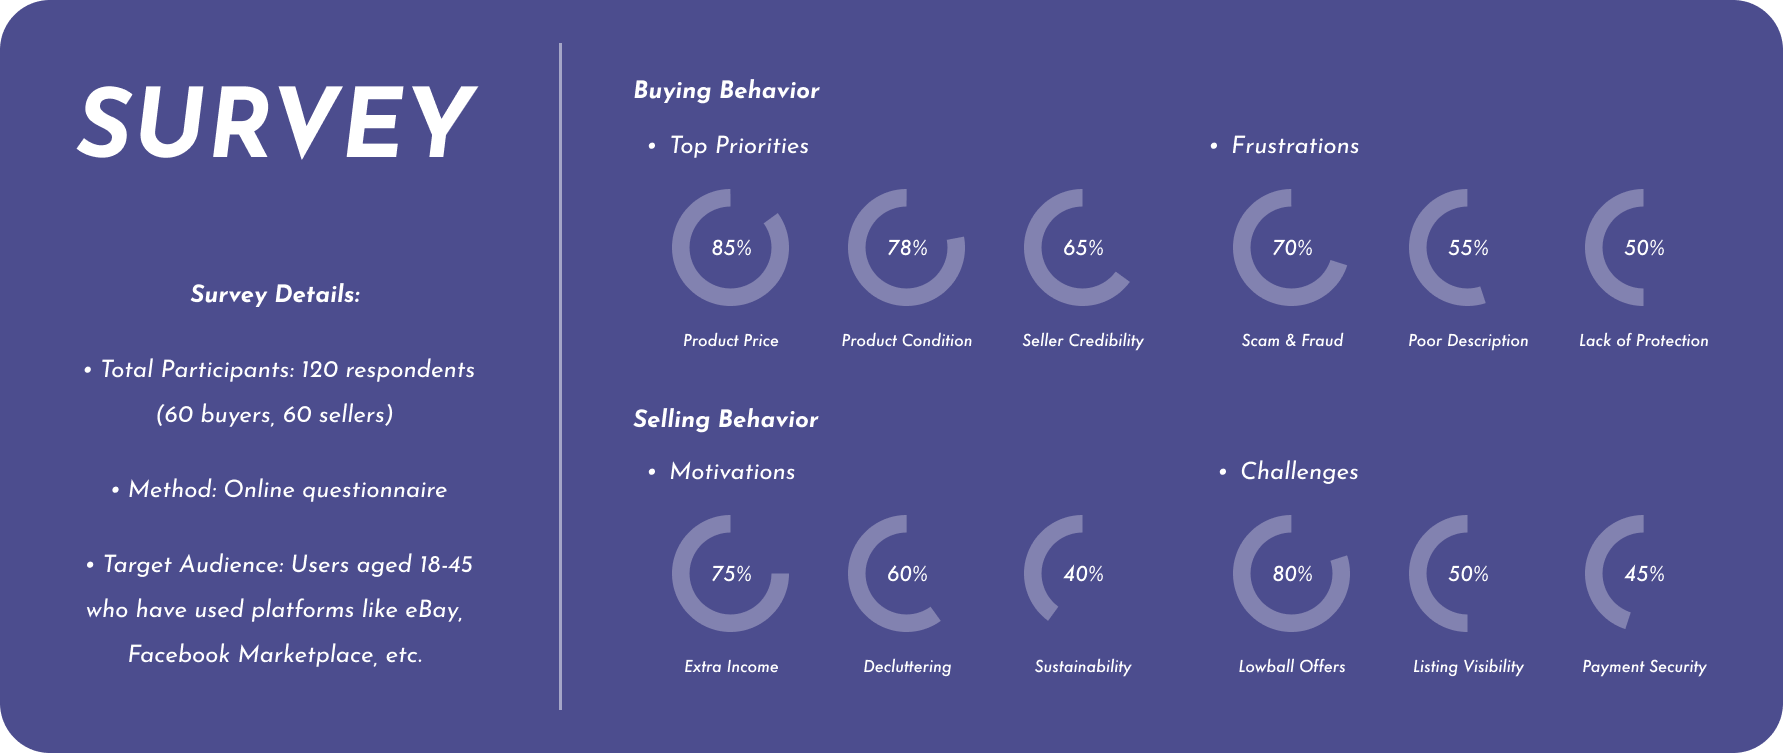 SURVEY
Survey Details:
• Total Participants: 120 respondents
(60 buyers, 60 sellers)
• Method: Online questionnaire
• Target Audience: Users aged 18-45
who have used platforms like eBay,
Facebook Marketplace, etc.
Buying Behavior
• Top Priorities
85% 78% 65%
Product Price Product Condition Seller Credibility
• Frustrations
70% 55% 50%
Scam & Fraud Poor Description Lack of Protection
Selling Behavior
• Motivations
75% 60% 40%
Extra Income Decluttering Sustainability
• Challenges
80% 50% 45%
Lowball Offers Listing Visibility Payment Security